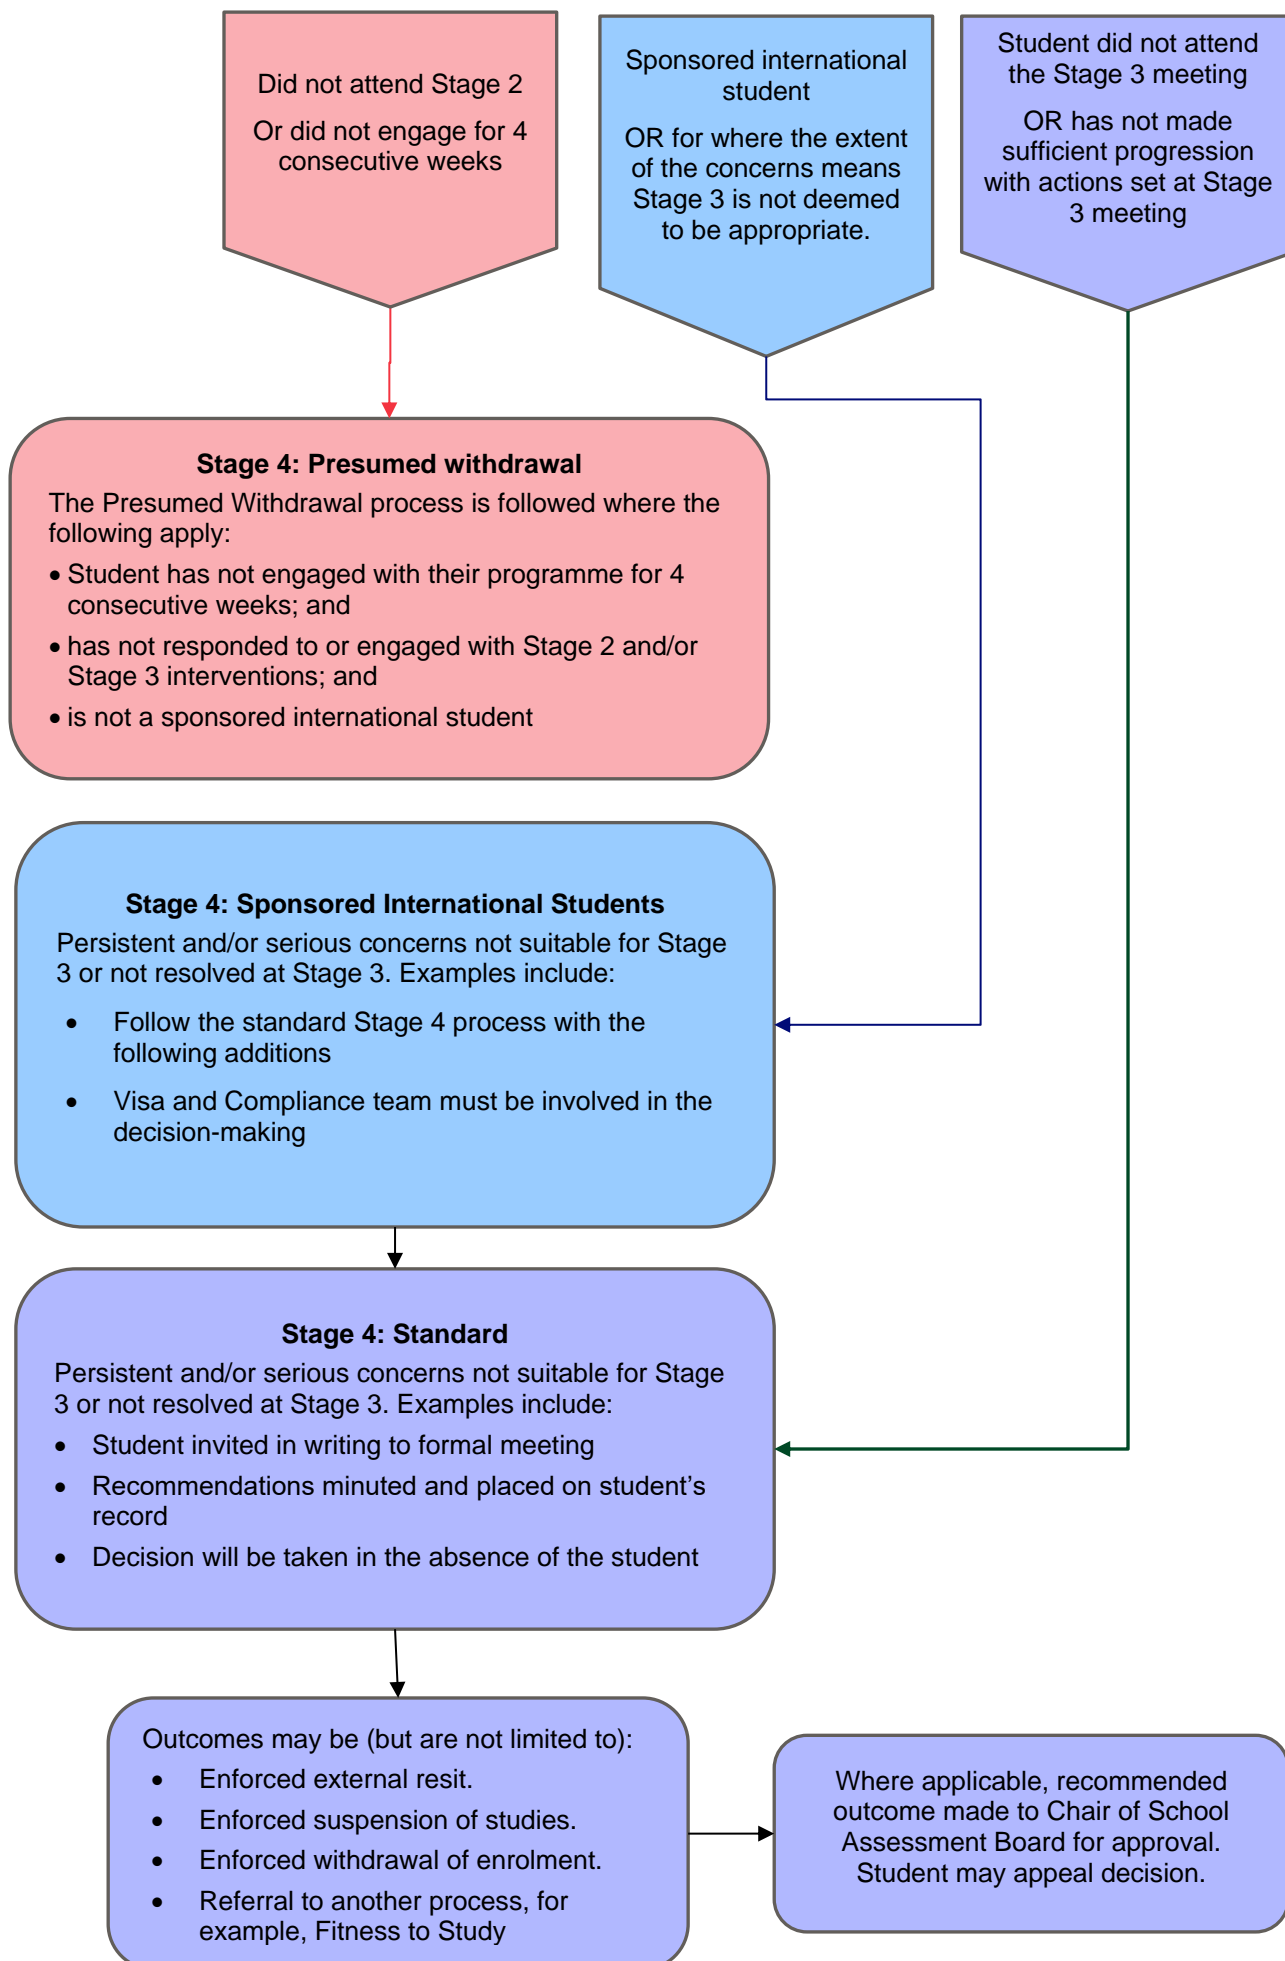 Did not attend Stage 2
Or did not engage for 4
consecutive weeks
Sponsored international
student
OR for where the extent
of the concerns means
Stage 3 is not deemed
to be appropriate.
Student did not attend
the Stage 3 meeting
OR has not made
sufficient progression
with actions set at Stage
3 meeting
Stage 4: Presumed withdrawal
The Presumed Withdrawal process is followed where the
following apply:
• Student has not engaged with their programme for 4
consecutive weeks; and
• has not responded to or engaged with Stage 2 and/or
Stage 3 interventions; and
• is not a sponsored international student
Stage 4: Sponsored International Students
Persistent and/or serious concerns not suitable for Stage
3 or not resolved at Stage 3. Examples include:
• Follow the standard Stage 4 process with the
following additions
• Visa and Compliance team must be involved in the
decision-making
Stage 4: Standard
Persistent and/or serious concerns not suitable for Stage
3 or not resolved at Stage 3. Examples include:
• Student invited in writing to formal meeting
• Recommendations minuted and placed on student’s
record
• Decision will be taken in the absence of the student
Outcomes may be (but are not limited to):
• Enforced external resit.
• Enforced suspension of studies.
• Enforced withdrawal of enrolment.
• Referral to another process, for
example, Fitness to Study
Where applicable, recommended
outcome made to Chair of School
Assessment Board for approval.
Student may appeal decision.